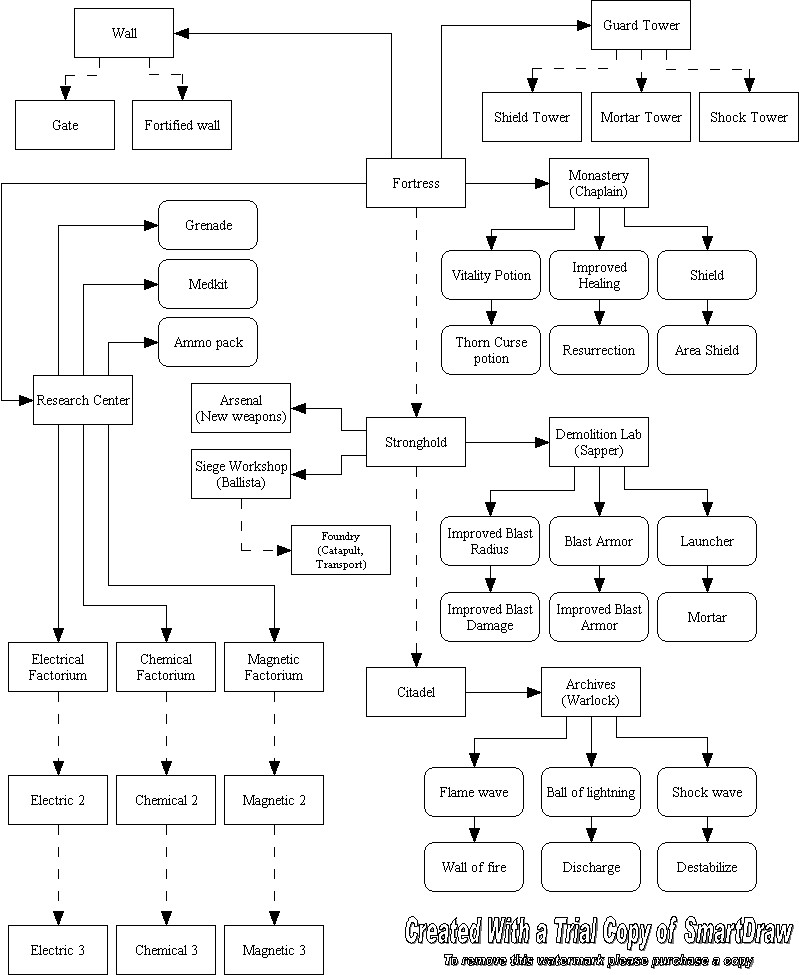 Wall
Guard Tower
Gate
Fortified wall
Shield Tower
Mortar Tower
Shock Tower
Fortress
Monastery
(Chaplain)
Grenade
Medkit
Ammo pack
Vitality Potion
Improved
Healing
Shield
Thorn Curse
potion
Resurrection
Area Shield
Research Center
Arsenal
(New weapons)
Stronghold
Demolition Lab
(Sapper)
Siege Workshop
(Ballista)
Foundry
(Catapult,
Transport)
Improved Blast
Radius
Blast Armor
Launcher
Improved Blast
Damage
Improved Blast
Armor
Mortar
Electrical
Factorium
Chemical
Factorium
Magnetic
Factorium
Citadel
Archives
(Warlock)
Electric 2
Chemical 2
Magnetic 2
Flame wave
Ball of lightning
Shock wave
Wall of fire
Discharge
Destabilize
Electric 3
Chemical 3
Magnetic 3
Created With a Trial Copy of SmartDraw
To remove this watermark please purchase a copy